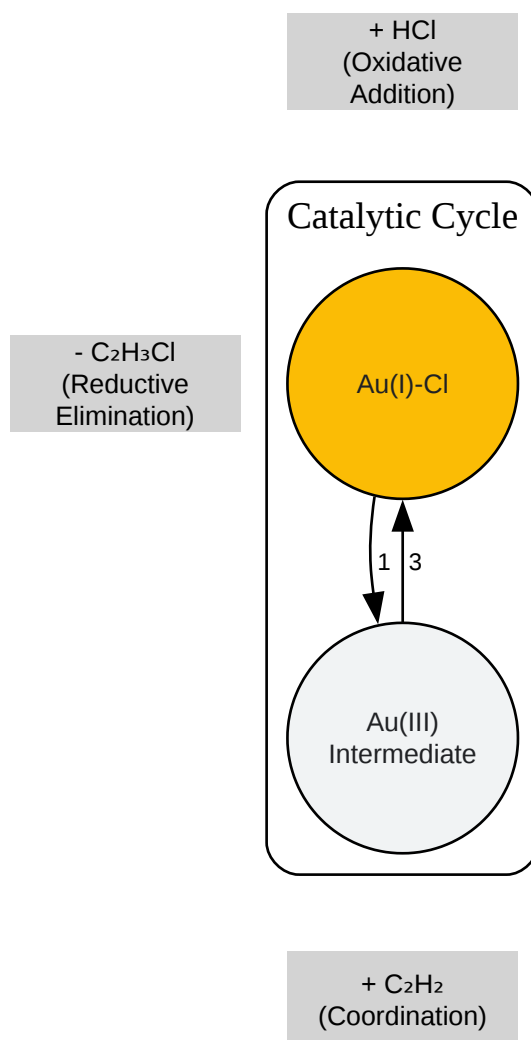 + HCl
(Oxidative
Addition)
Catalytic Cycle
- C₂H₃Cl
(Reductive
Elimination)
Au(I)-Cl
1 3
Au(III)
Intermediate
+ C₂H₂
(Coordination)